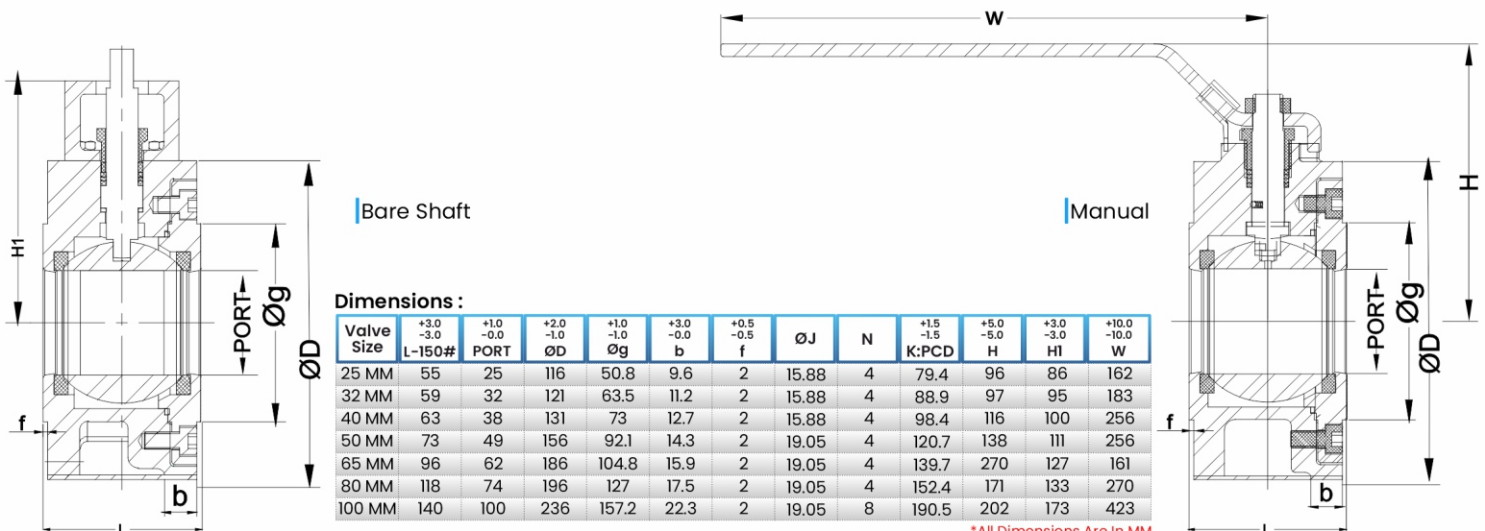 W
H1
PORT
Øg
ØD
f
b
L
Bare Shaft
Manual
H
PORT
Øg
ØD
f
b
L
Dimensions :
Valve Size +3.0 -3.0 L-150# +1.0 -0.0 PORT +2.0 -1.0 ØD +1.0 -1.0 Øg +3.0 -0.0 b +0.5 -0.5 f ØJ N +1.5 -1.5 K:PCD +5.0 -5.0 H +3.0 -3.0 H1 +10.0 -10.0 W
25 MM 55 25 116 50.8 9.6 2 15.88 4 79.4 96 86 162
32 MM 59 32 121 63.5 11.2 2 15.88 4 88.9 97 95 183
40 MM 63 38 131 73 12.7 2 15.88 4 98.4 116 100 256
50 MM 73 49 156 92.1 14.3 2 19.05 4 120.7 138 111 256
65 MM 96 62 186 104.8 15.9 2 19.05 4 139.7 270 127 161
80 MM 118 74 196 127 17.5 2 19.05 4 152.4 171 133 270
100 MM 140 100 236 157.2 22.3 2 19.05 8 190.5 202 173 423
*All Dimensions Are In MM